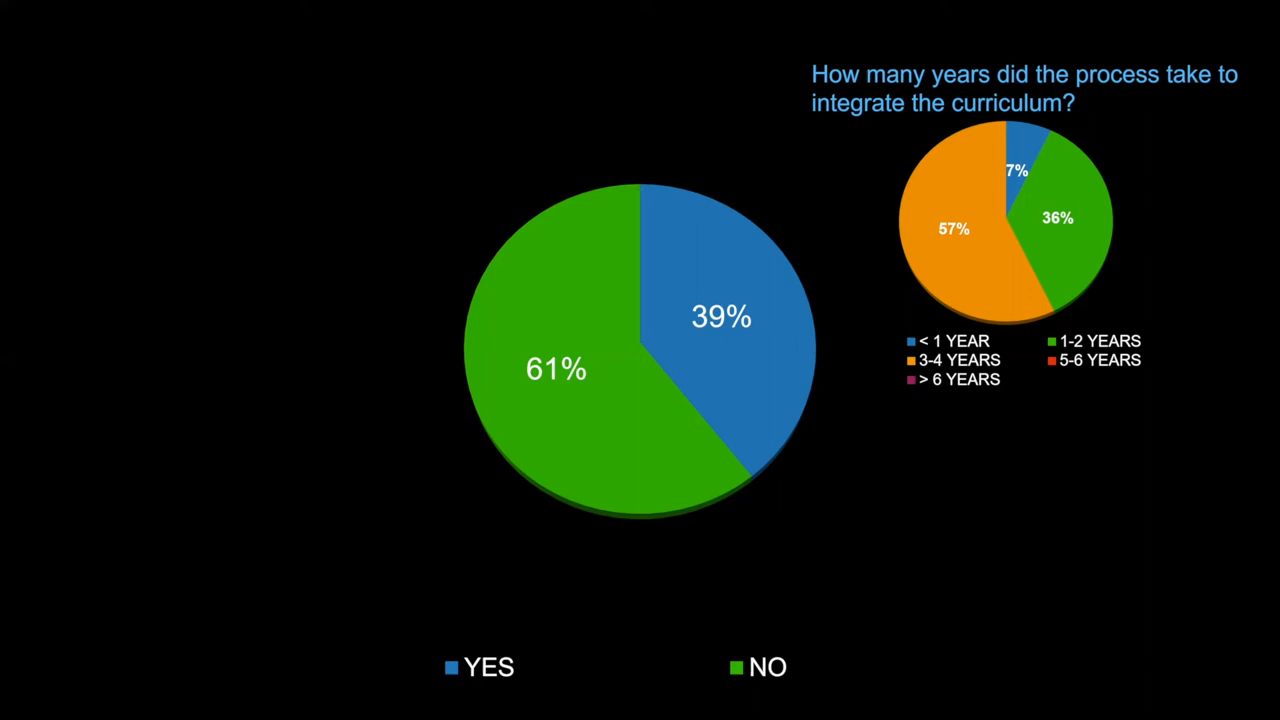 How many years did the process take to
integrate the curriculum?
7%
36%
57%
< 1 YEAR 1-2 YEARS
3-4 YEARS 5-6 YEARS
> 6 YEARS
39%
61%
YES NO